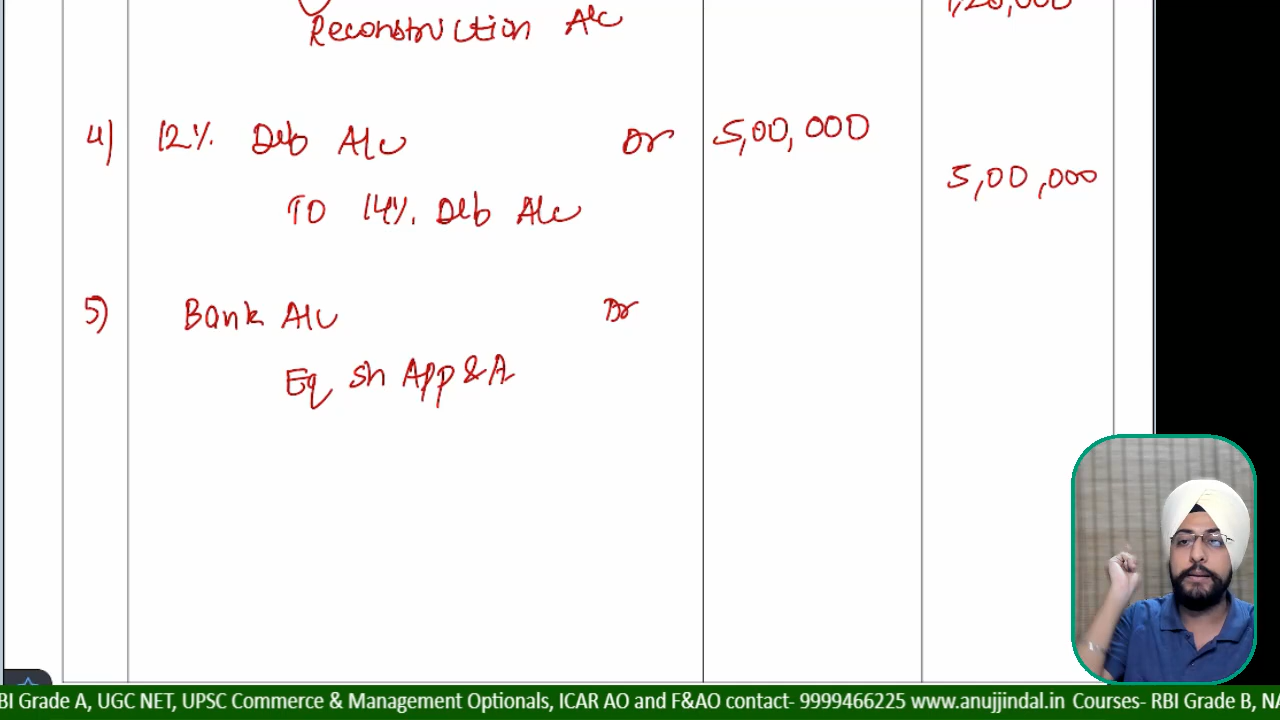 Reconstruction A/c
4) 12% Deb A/c Dr 5,00,000
To 14% Deb A/c 5,00,000
5) Bank A/c Dr
Eq Sh App & A
BI Grade A, UGC NET, UPSC Commerce & Management Optionals, ICAR AO and F&AO contact- 9999466225 www.anujjindal.in Courses- RBI Grade B, NA